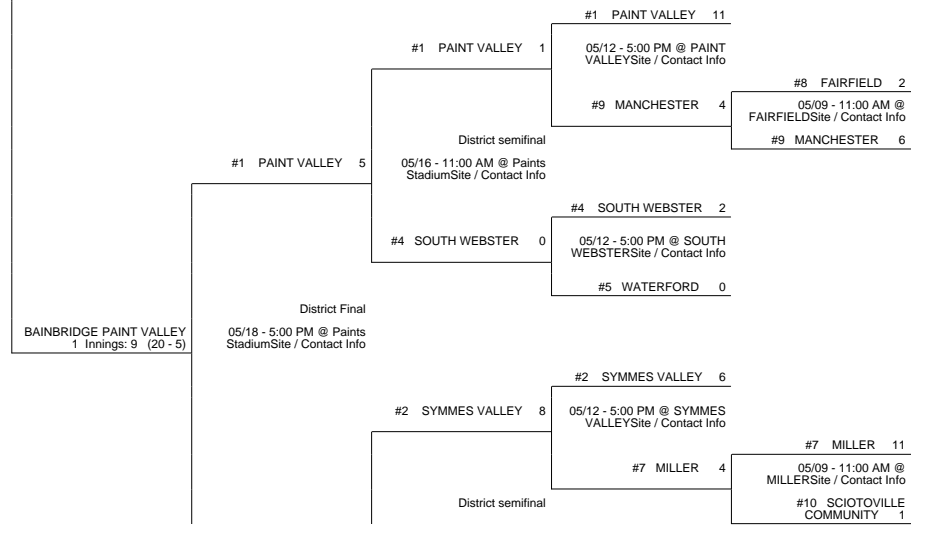 #1 PAINT VALLEY 11
#1 PAINT VALLEY 1
05/12 - 5:00 PM @ PAINT
VALLEYSite / Contact Info
#8 FAIRFIELD 2
#9 MANCHESTER 4
05/09 - 11:00 AM @
FAIRFIELDSite / Contact Info
District semifinal
#9 MANCHESTER 6
#1 PAINT VALLEY 5
05/16 - 11:00 AM @ Paints
StadiumSite / Contact Info
#4 SOUTH WEBSTER 2
#4 SOUTH WEBSTER 0
05/12 - 5:00 PM @ SOUTH
WEBSTERSite / Contact Info
#5 WATERFORD 0
District Final
BAINBRIDGE PAINT VALLEY
1 Innings: 9 (20 - 5)
05/18 - 5:00 PM @ Paints
StadiumSite / Contact Info
#2 SYMMES VALLEY 6
#2 SYMMES VALLEY 8
05/12 - 5:00 PM @ SYMMES
VALLEYSite / Contact Info
#7 MILLER 11
#7 MILLER 4
05/09 - 11:00 AM @
MILLERSite / Contact Info
District semifinal
#10 SCIOTOVILLE
COMMUNITY 1